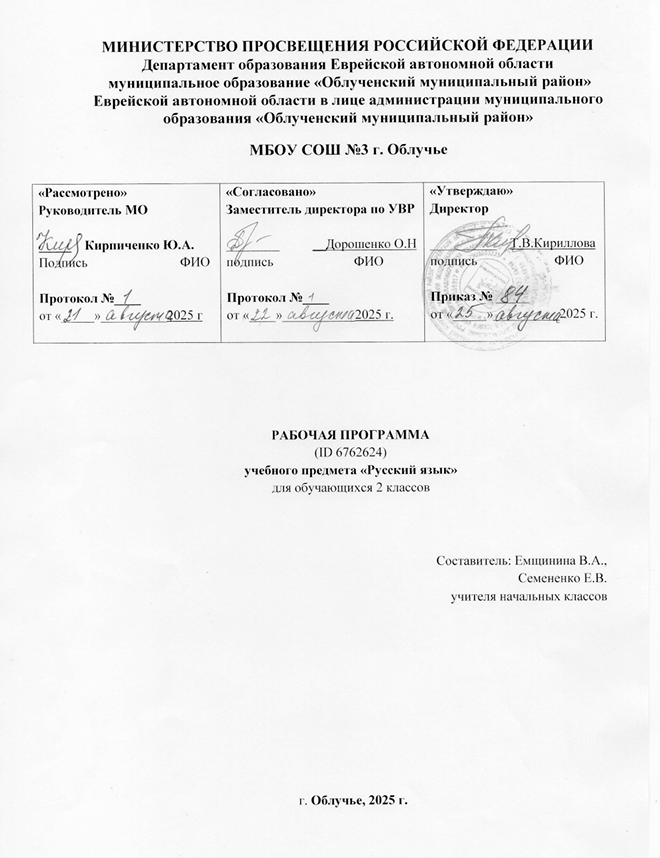 МИНИСТЕРСТВО ПРОСВЕЩЕНИЯ РОССИЙСКОЙ ФЕДЕРАЦИИ
Департамент образования Еврейской автономной области
муниципальное образование «Облученский муниципальный район»
Еврейской автономной области в лице администрации муниципального
образования «Облученский муниципальный район»
МБОУ СОШ №3 г. Облучье
«Рассмотрено»
Руководитель МО
Кирпиченко Ю.А.
Подпись ФИО
Протокол № 1
от «21» августа 2025 г
«Согласовано»
Заместитель директора по УВР
Дорошенко О.Н
подпись ФИО
Протокол № 1
от «22» августа 2025 г.
«Утверждаю»
Директор
Т.В.Кириллова
подпись ФИО
Приказ № 84
от «25» августа 2025 г.
РАБОЧАЯ ПРОГРАММА
(ID 6762624)
учебного предмета «Русский язык»
для обучающихся 2 классов
Составитель: Емщинина В.А.,
Семененко Е.В.
учителя начальных классов
г. Облучье, 2025 г.